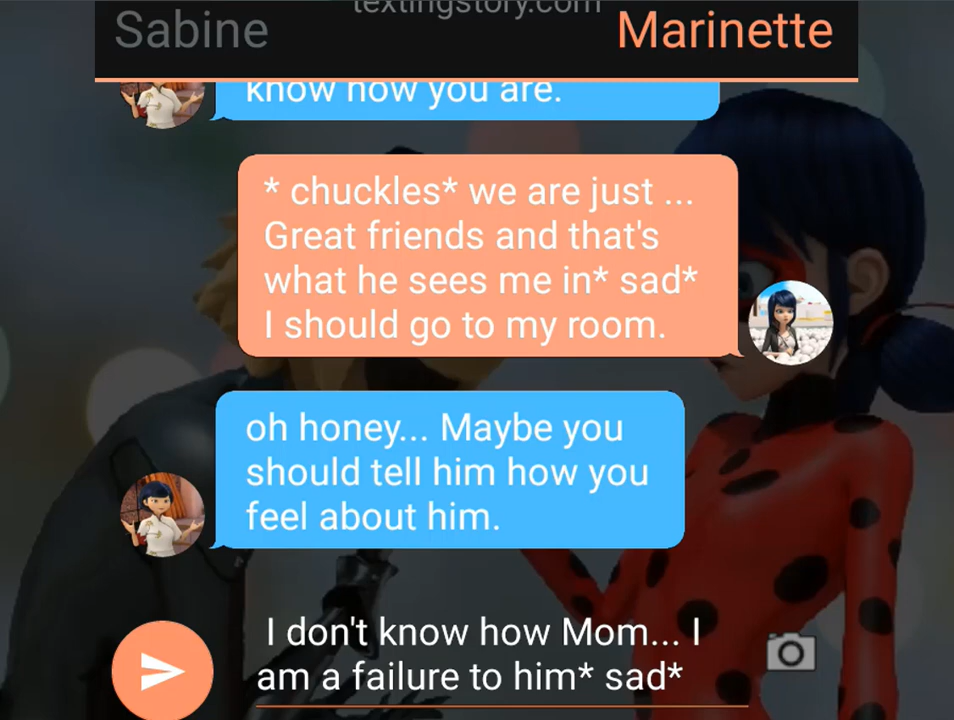 textingstory.com
Sabine
Marinette
know how you are.
* chuckles* we are just ...
Great friends and that's
what he sees me in* sad*
I should go to my room.
oh honey... Maybe you
should tell him how you
feel about him.
I don't know how Mom... I
am a failure to him* sad*